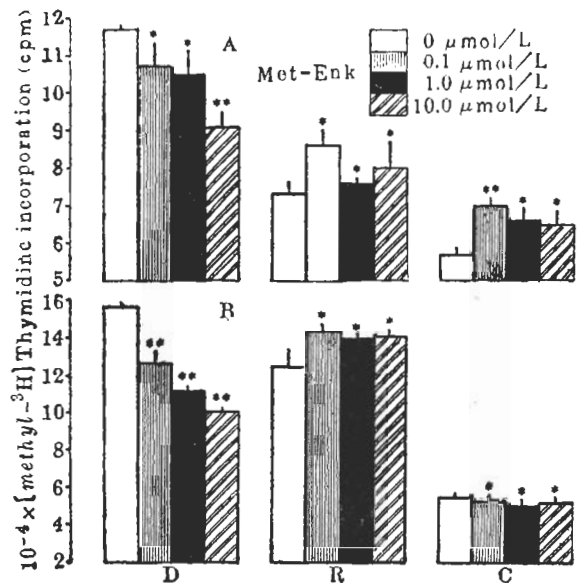 10⁻⁴×[methyl-³H]Thymidinc incorporation (cpm)
12
11
10
9
8
7
6
5
A
Met-Enk
0 μmol/L
0.1 μmol/L
1.0 μmol/L
10.0 μmol/L
* * **
* * *
** * *
16
14
12
10
8
6
4
2
B
** ** **
* * *
* * *
D R C